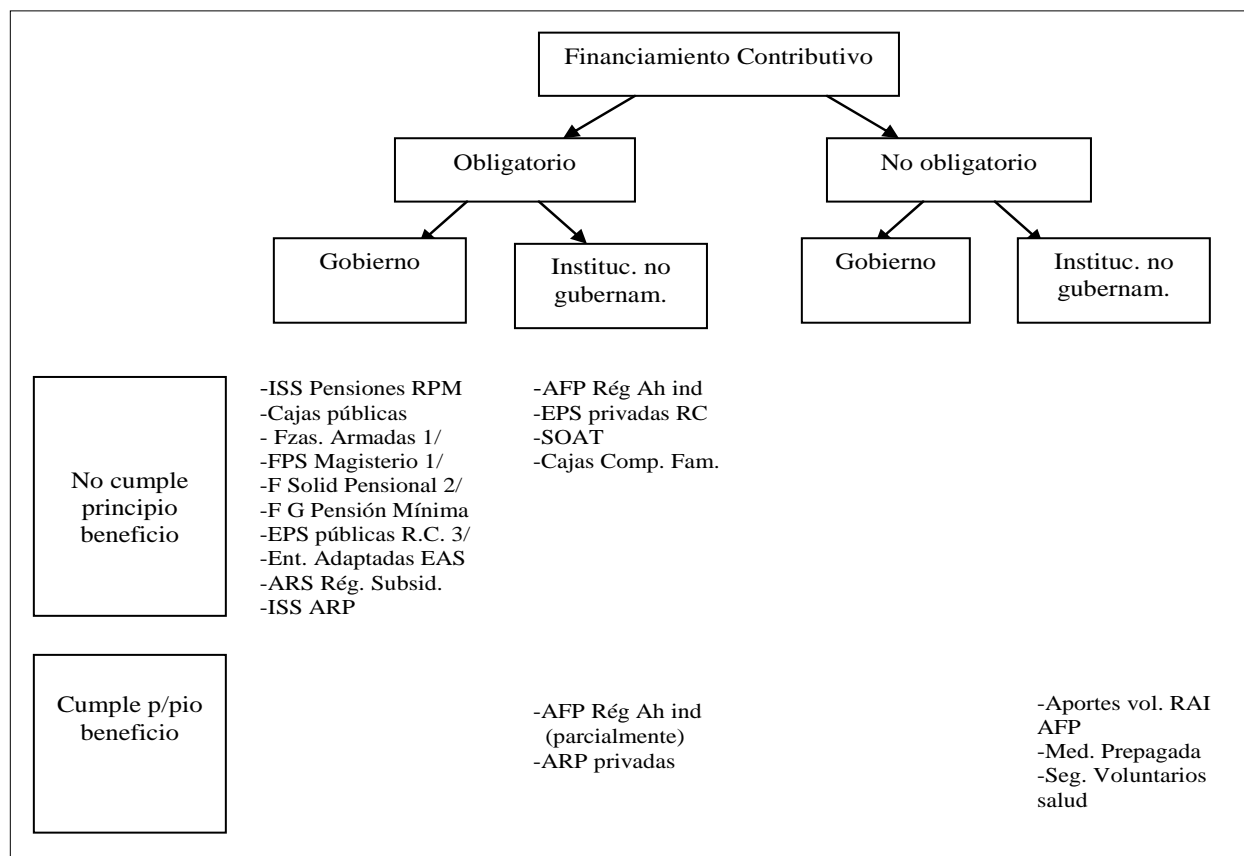 Financiamiento Contributivo
Obligatorio
No obligatorio
Gobierno
Instituc. no
gubernam.
Gobierno
Instituc. no
gubernam.
No cumple
principio
beneficio
-ISS Pensiones RPM
-Cajas públicas
- Fzas. Armadas 1/
-FPS Magisterio 1/
-F Solid Pensional 2/
-F G Pensión Mínima
-EPS públicas R.C. 3/
-Ent. Adaptadas EAS
-ARS Rég. Subsid.
-ISS ARP
-AFP Rég Ah ind
-EPS privadas RC
-SOAT
-Cajas Comp. Fam.
Cumple p/pio
beneficio
-AFP Rég Ah ind
(parcialmente)
-ARP privadas
-Aportes vol. RAI
AFP
-Med. Prepagada
-Seg. Voluntarios
salud